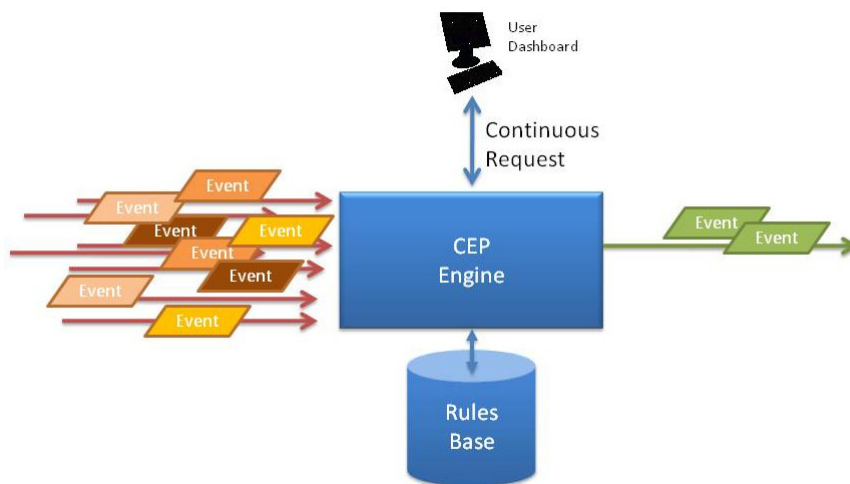 User
Dashboard
Continuous
Request
Event
Event
Event
Event
Event
Event
Event
Event
CEP
Engine
Event
Event
Rules
Base